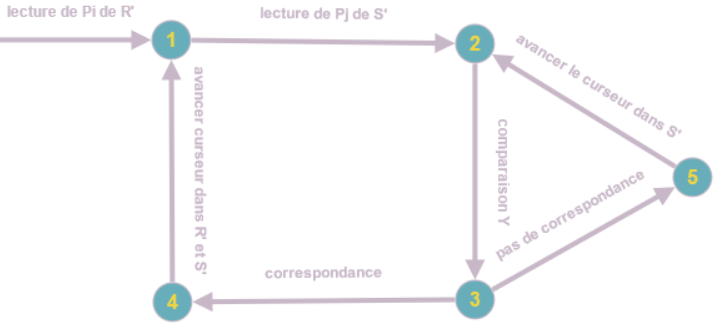 lecture de Pi de R'
lecture de Pj de S'
1
2
avancer le curseur dans S'
avancer curseur dans R' et S'
comparaison Y
5
pas de correspondance
correspondance
4
3